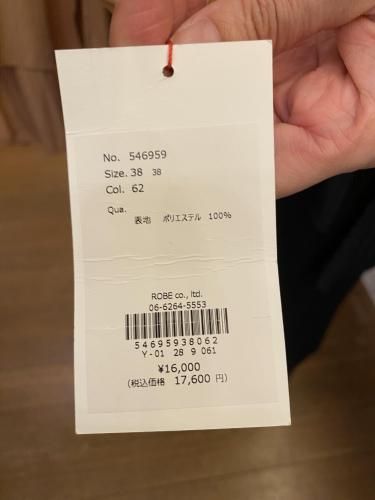 No. 546959
Size. 38 38
Col. 62
Qua.
表地 ポリエステル 100%
ROBE co., ltd.
06-6264-5553
54695938062
Y-01 28 9 061
¥16,000
(税込価格 17,600 円)